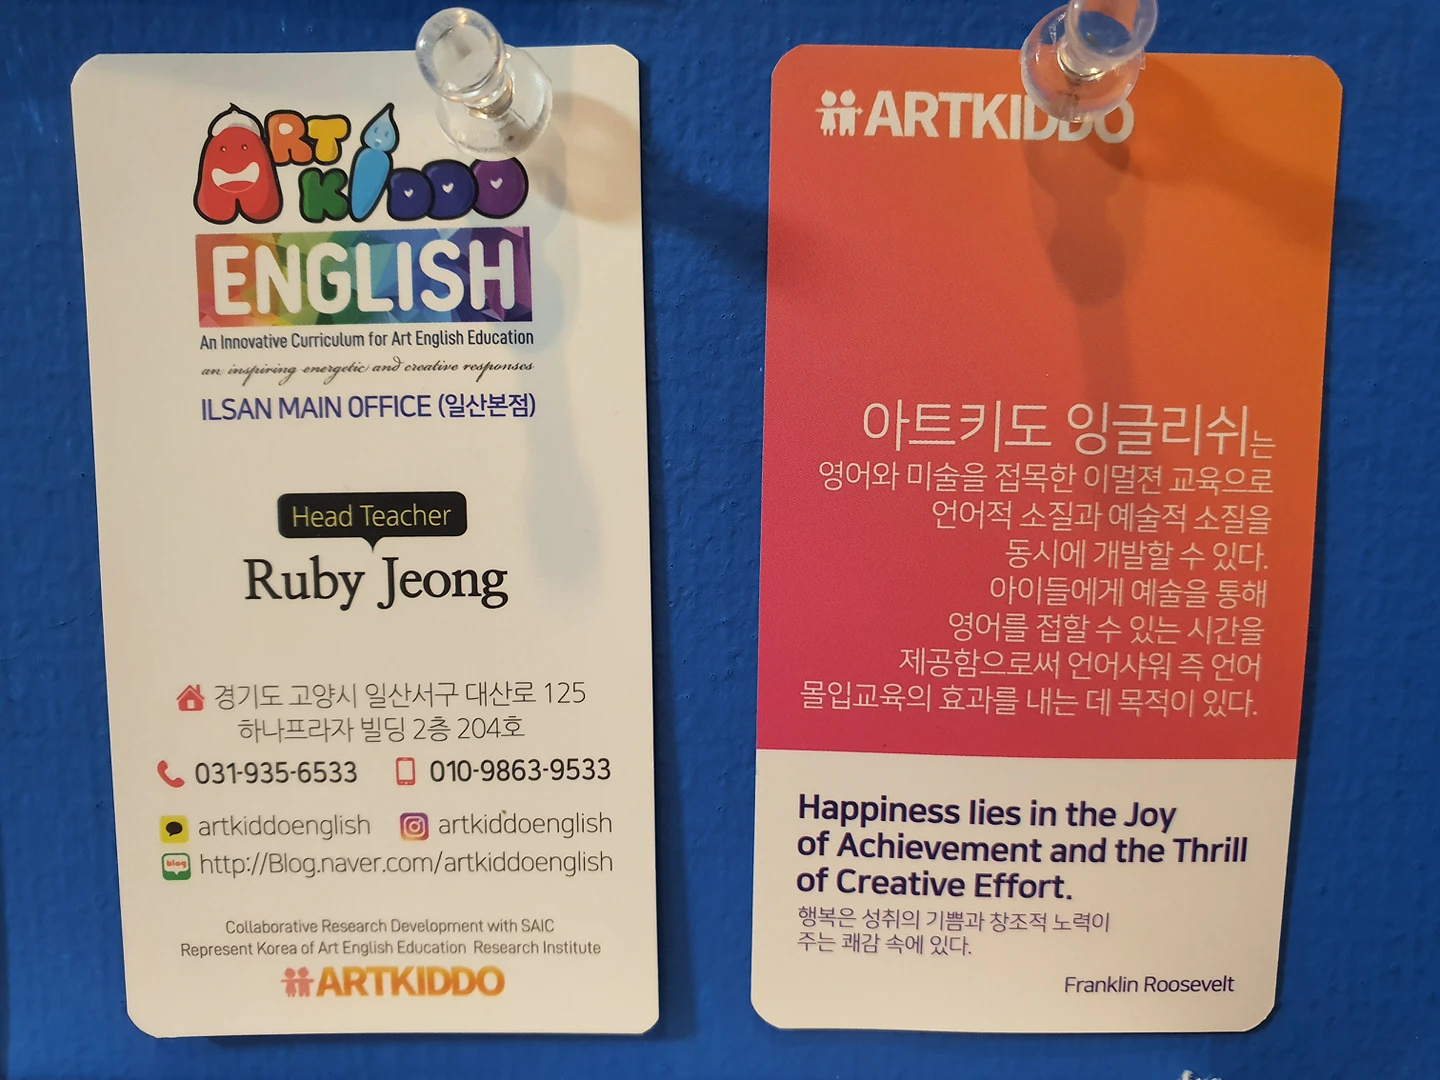 ART
KIDDO
ENGLISH
An Innovative Curriculum for Art English Education
an inspiring energetic and creative responses
ILSAN MAIN OFFICE (일산본점)
Head Teacher
Ruby Jeong
경기도 고양시 일산서구 대산로 125
하나프라자 빌딩 2층 204호
031-935-6533 010-9863-9533
artkiddoenglish artkiddoenglish
blog http://Blog.naver.com/artkiddoenglish
Collaborative Research Development with SAIC
Represent Korea of Art English Education Research Institute
ARTKIDDO
ARTKIDDO
아트키도 잉글리쉬는
영어와 미술을 접목한 이멀젼 교육으로
언어적 소질과 예술적 소질을
동시에 개발할 수 있다.
아이들에게 예술을 통해
영어를 접할 수 있는 시간을
제공함으로써 언어샤워 즉 언어
몰입교육의 효과를 내는 데 목적이 있다.
Happiness lies in the Joy
of Achievement and the Thrill
of Creative Effort.
행복은 성취의 기쁨과 창조적 노력이
주는 쾌감 속에 있다.
Franklin Roosevelt